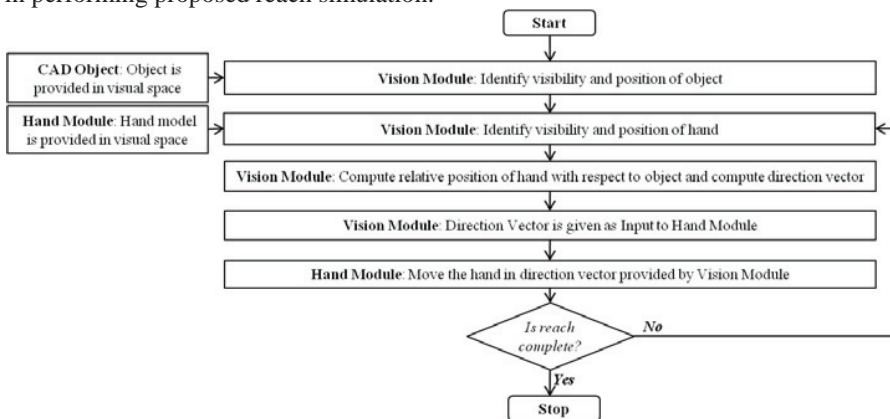 in performing proposed reach simulation.
Start
CAD Object: Object is
provided in visual space
Vision Module: Identify visibility and position of object
Hand Module: Hand model
is provided in visual space
Vision Module: Identify visibility and position of hand
Vision Module: Compute relative position of hand with respect to object and compute direction vector
Vision Module: Direction Vector is given as Input to Hand Module
Hand Module: Move the hand in direction vector provided by Vision Module
Is reach
complete?
No
Yes
Stop